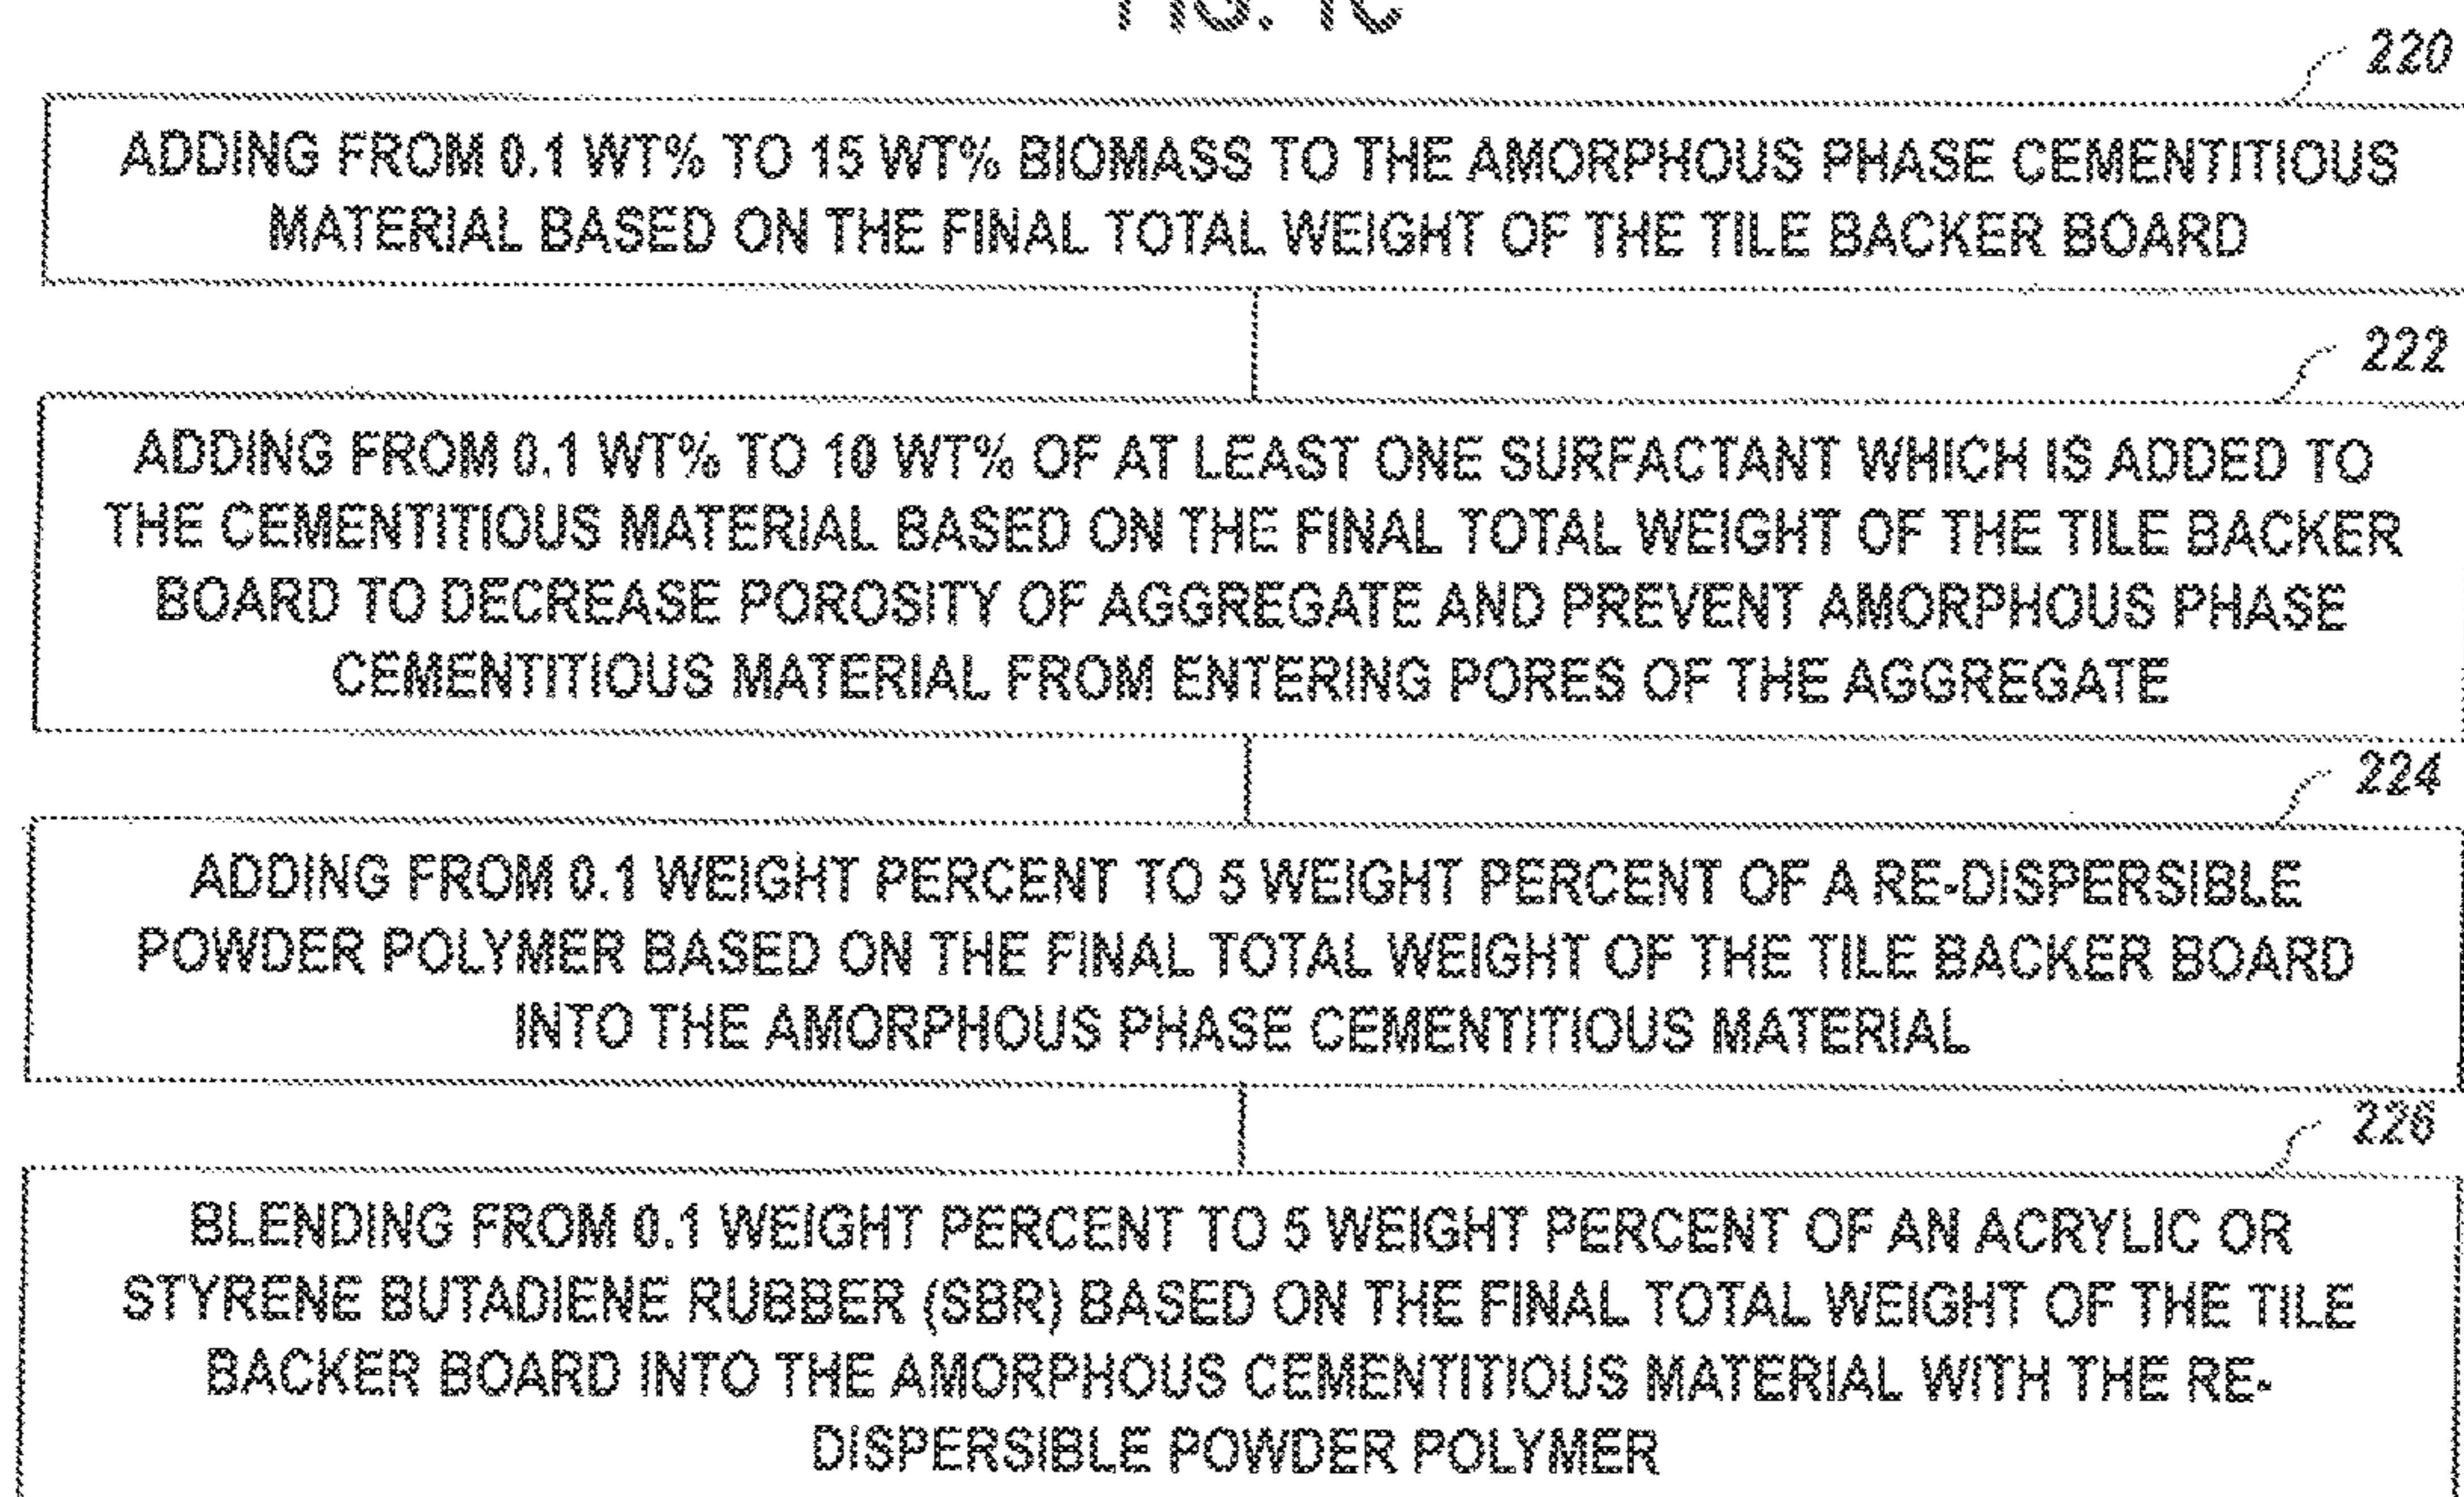 FIG. 1C
220
ADDING FROM 0.1 WT% TO 15 WT% BIOMASS TO THE AMORPHOUS PHASE CEMENTITIOUS
MATERIAL BASED ON THE FINAL TOTAL WEIGHT OF THE TILE BACKER BOARD
222
ADDING FROM 0.1 WT% TO 10 WT% OF AT LEAST ONE SURFACTANT WHICH IS ADDED TO
THE CEMENTITIOUS MATERIAL BASED ON THE FINAL TOTAL WEIGHT OF THE TILE BACKER
BOARD TO DECREASE POROSITY OF AGGREGATE AND PREVENT AMORPHOUS PHASE
CEMENTITIOUS MATERIAL FROM ENTERING PORES OF THE AGGREGATE
224
ADDING FROM 0.1 WEIGHT PERCENT TO 5 WEIGHT PERCENT OF A RE-DISPERSIBLE
POWDER POLYMER BASED ON THE FINAL TOTAL WEIGHT OF THE TILE BACKER BOARD
INTO THE AMORPHOUS PHASE CEMENTITIOUS MATERIAL
226
BLENDING FROM 0.1 WEIGHT PERCENT TO 5 WEIGHT PERCENT OF AN ACRYLIC OR
STYRENE BUTADIENE RUBBER (SBR) BASED ON THE FINAL TOTAL WEIGHT OF THE TILE
BACKER BOARD INTO THE AMORPHOUS CEMENTITIOUS MATERIAL WITH THE RE-
DISPERSIBLE POWDER POLYMER